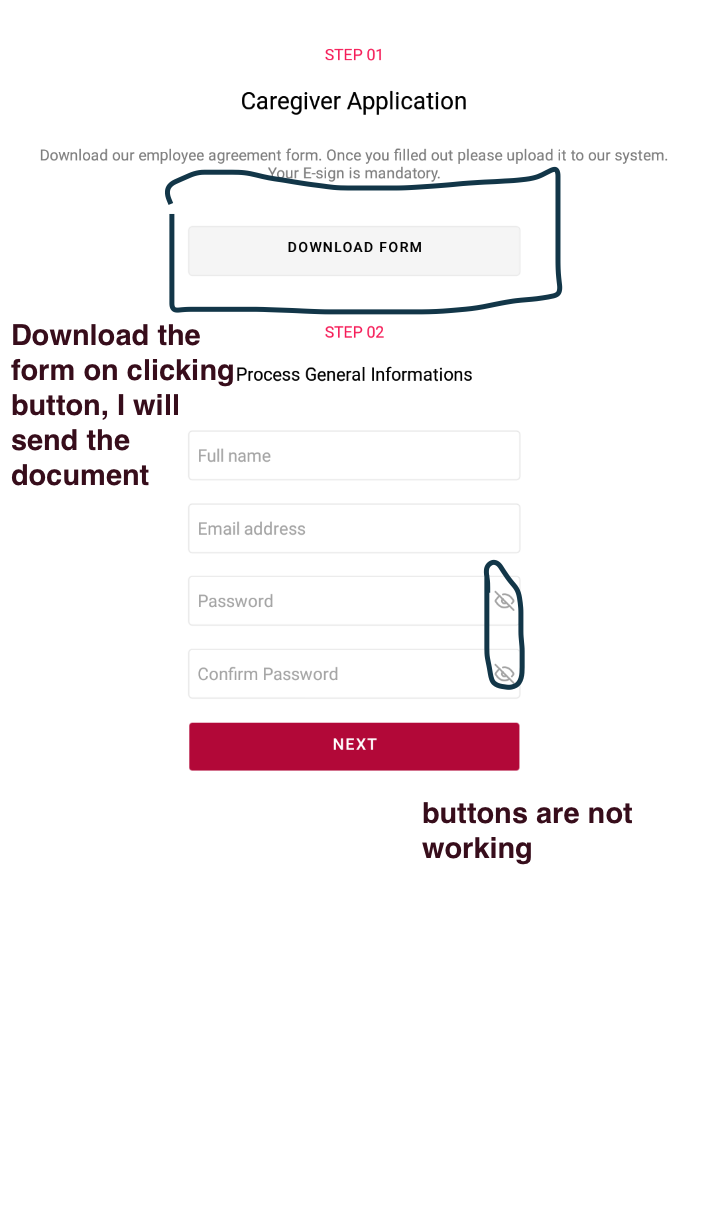 STEP 01
Caregiver Application
Download our employee agreement form. Once you filled out please upload it to our system.
Your E-sign is mandatory.
DOWNLOAD FORM
Download the
form on clicking
button, I will
send the
document
STEP 02
Process General Informations
Full name
Email address
Password
Confirm Password
NEXT
buttons are not
working